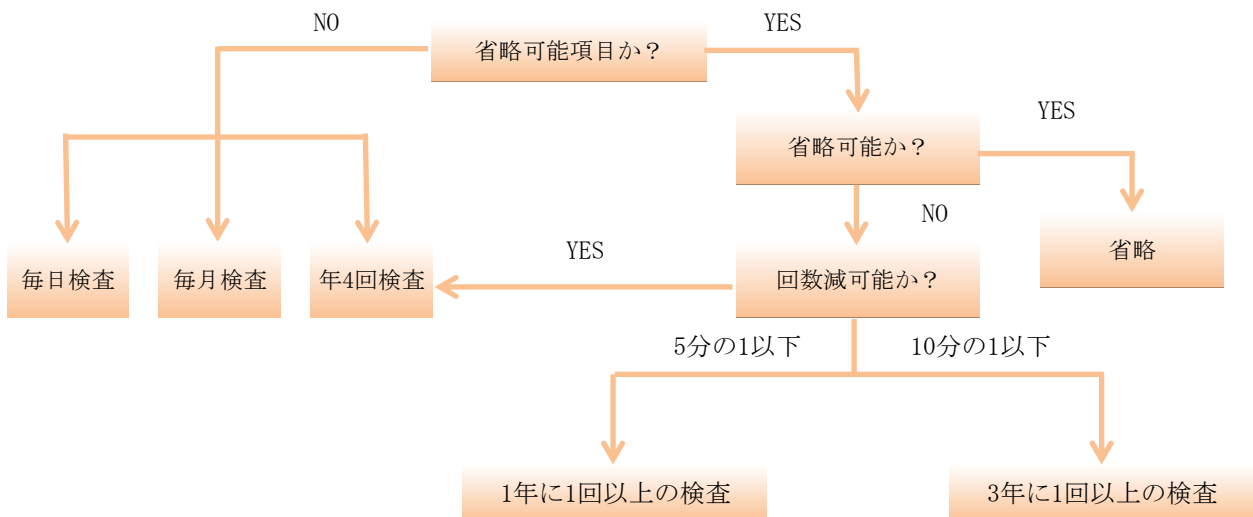 NO
YES
省略可能項目か？
YES
省略可能か？
NO
省略
毎日検査
毎月検査
年4回検査
YES
回数減可能か？
5分の1以下
10分の1以下
1年に1回以上の検査
3年に1回以上の検査